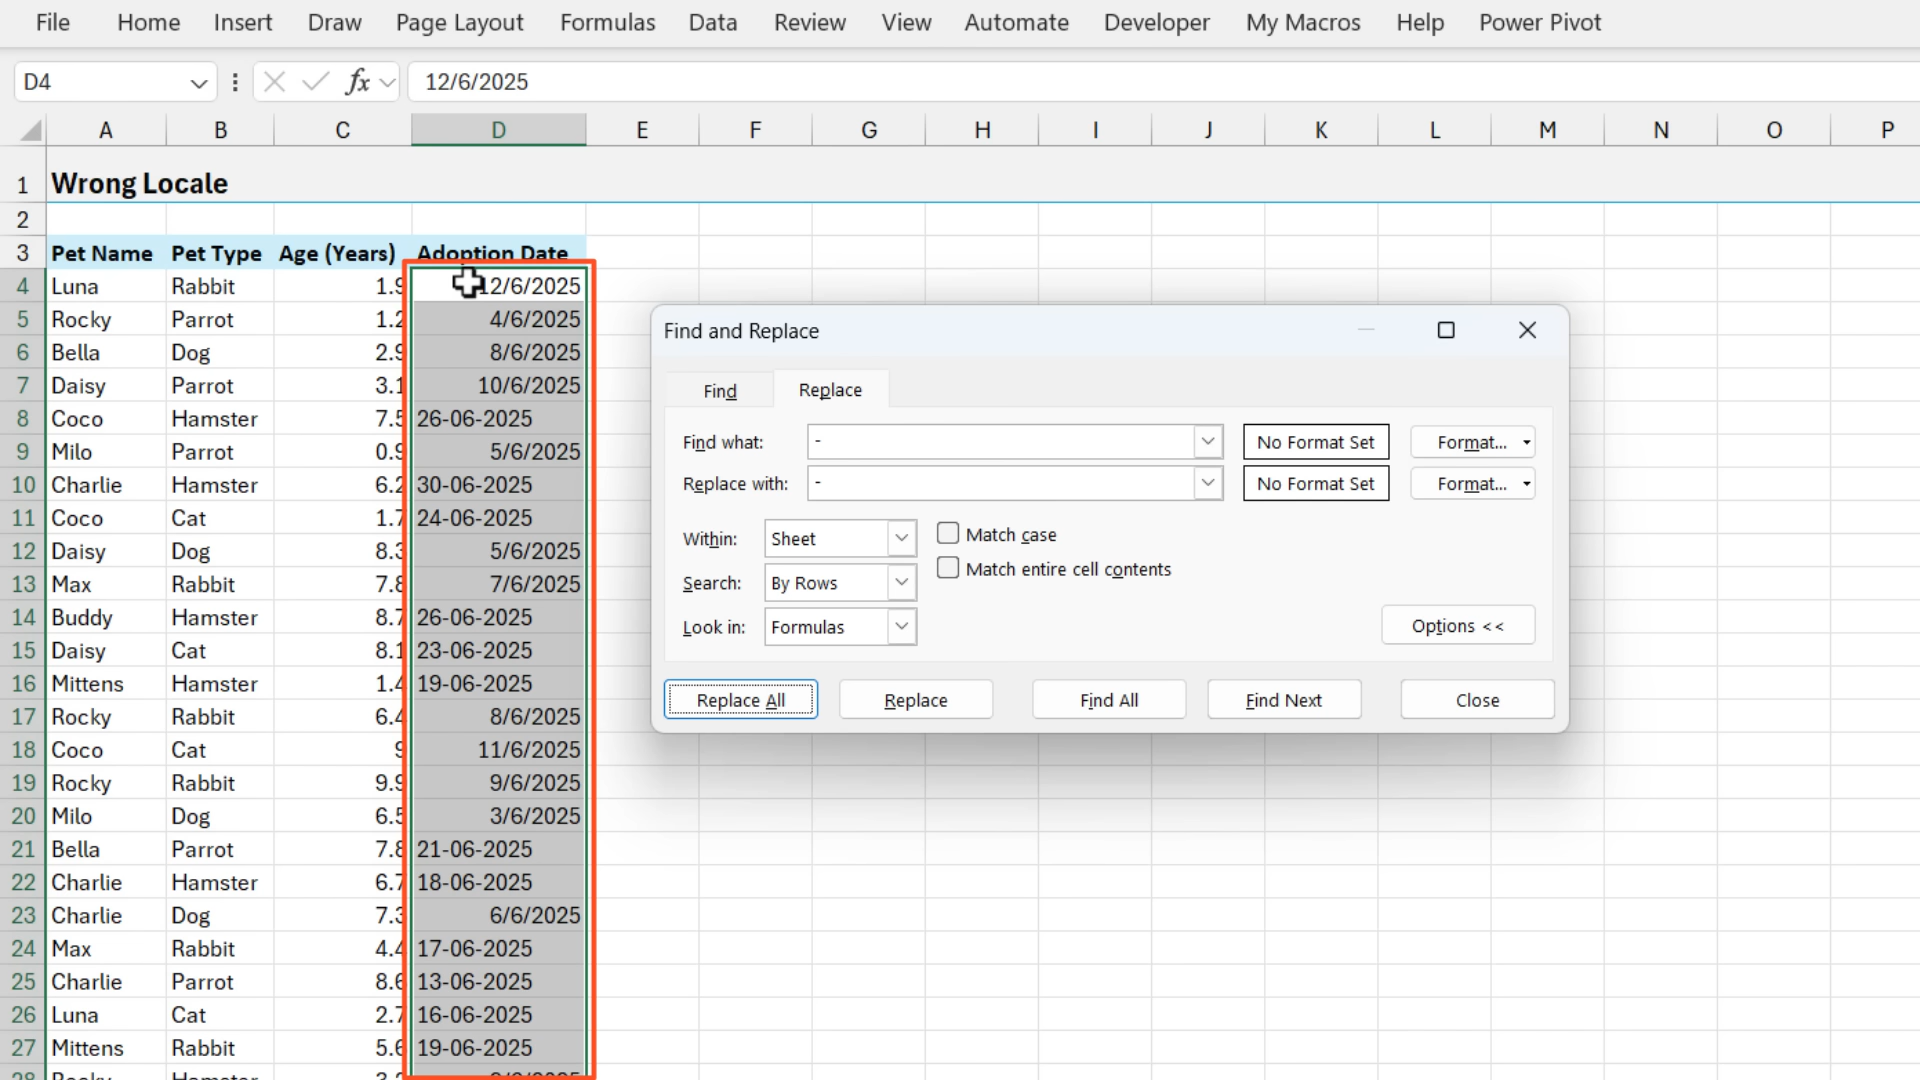 File Home Insert Draw Page Layout Formulas Data Review View Automate Developer My Macros Help Power Pivot
D4 fx 12/6/2025
A B C D E F G H I J K L M N O P
1 Wrong Locale
2
3 Pet Name Pet Type Age (Years) Adoption Date
4 Luna Rabbit 1.9 12/6/2025
5 Rocky Parrot 1.2 4/6/2025
6 Bella Dog 2.9 8/6/2025
7 Daisy Parrot 3.1 10/6/2025
8 Coco Hamster 7.5 26-06-2025
9 Milo Parrot 0.9 5/6/2025
10 Charlie Hamster 6.2 30-06-2025
11 Coco Cat 1.7 24-06-2025
12 Daisy Dog 8.3 5/6/2025
13 Max Rabbit 7.8 7/6/2025
14 Buddy Hamster 8.7 26-06-2025
15 Daisy Cat 8.1 23-06-2025
16 Mittens Hamster 1.4 19-06-2025
17 Rocky Rabbit 6.4 8/6/2025
18 Coco Cat 9 11/6/2025
19 Rocky Rabbit 9.9 9/6/2025
20 Milo Dog 6.5 3/6/2025
21 Bella Parrot 7.8 21-06-2025
22 Charlie Hamster 6.7 18-06-2025
23 Charlie Dog 7.3 6/6/2025
24 Max Rabbit 4.4 17-06-2025
25 Charlie Parrot 8.6 13-06-2025
26 Luna Cat 2.7 16-06-2025
27 Mittens Rabbit 5.6 19-06-2025
28 Rocky Hamster
Find and Replace
Find Replace
Find what: - No Format Set Format...
Replace with: - No Format Set Format...
Within: Sheet Match case
Search: By Rows Match entire cell contents
Look in: Formulas Options <<
Replace All Replace Find All Find Next Close